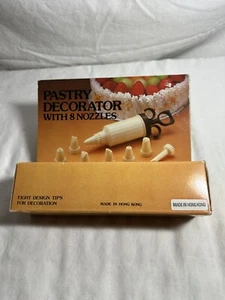 PASTRY
DECORATOR
WITH 8 NOZZLES
EIGHT DESIGN TIPS
FOR DECORATION
MADE IN HONG KONG
MADE IN HONG KONG